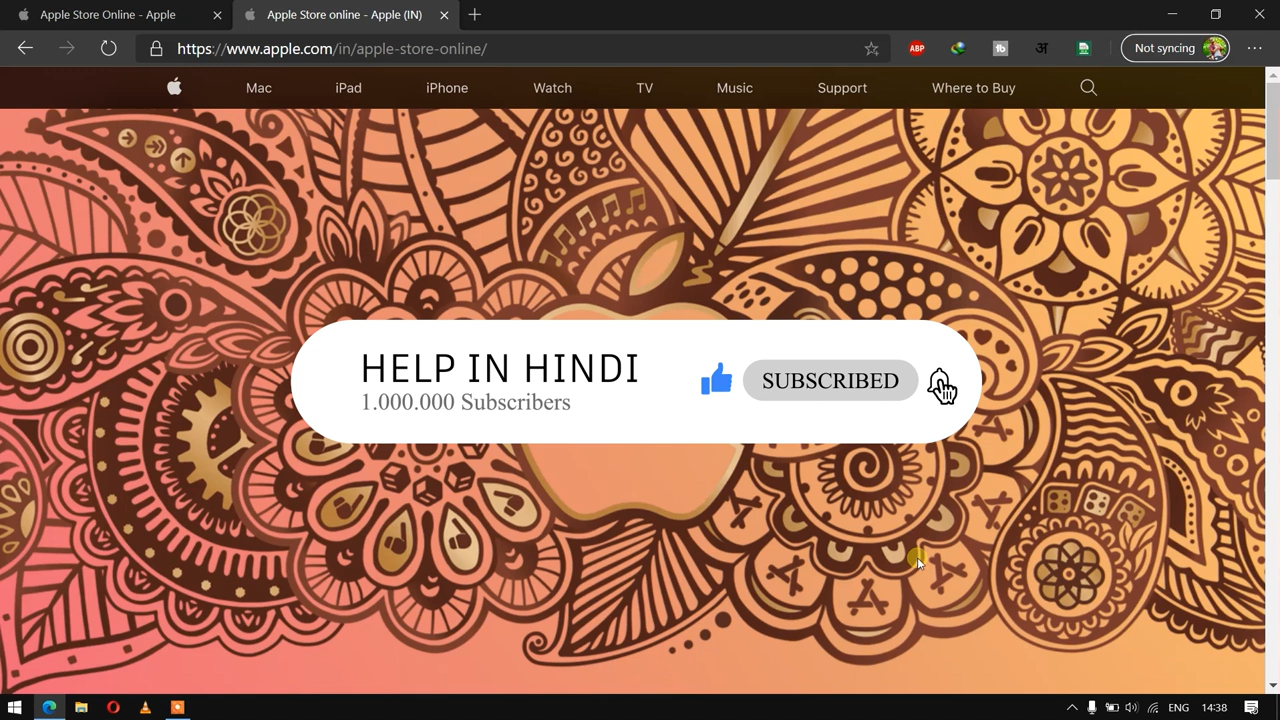 Apple Store Online - Apple
Apple Store online - Apple (IN)
https://www.apple.com/in/apple-store-online/
ABP
fb
अ
Not syncing
Mac
iPad
iPhone
Watch
TV
Music
Support
Where to Buy
HELP IN HINDI
1.000.000 Subscribers
SUBSCRIBED
ENG
14:38